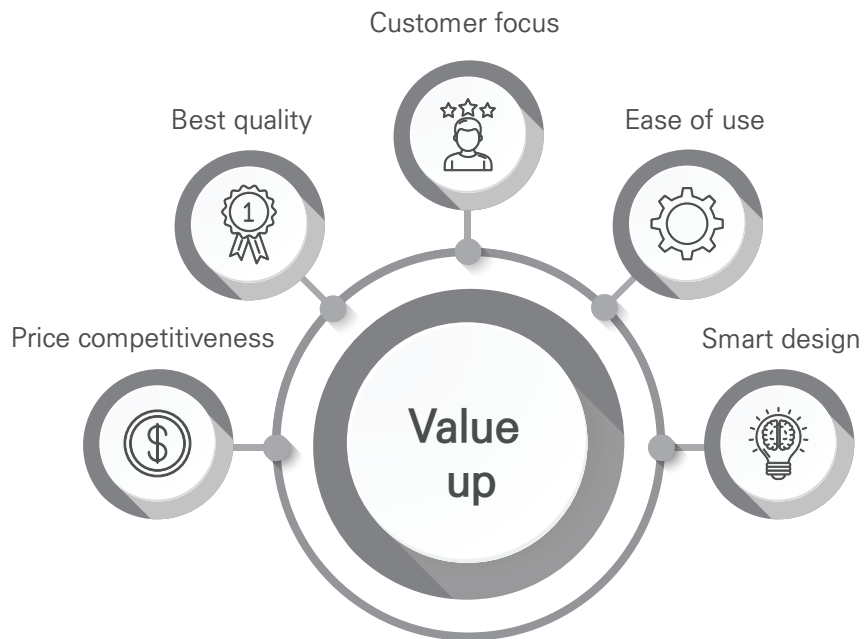 Customer focus
Best quality
Ease of use
1
Price competitiveness
Smart design
$
Value
up